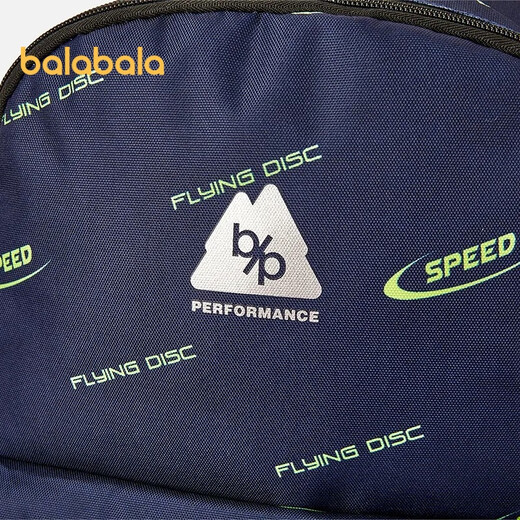 balabala
FLYING DISC
FLYING DISC
b/p
PERFORMANCE
SPEED
SPEED
FLYING DISC
FLYING DISC